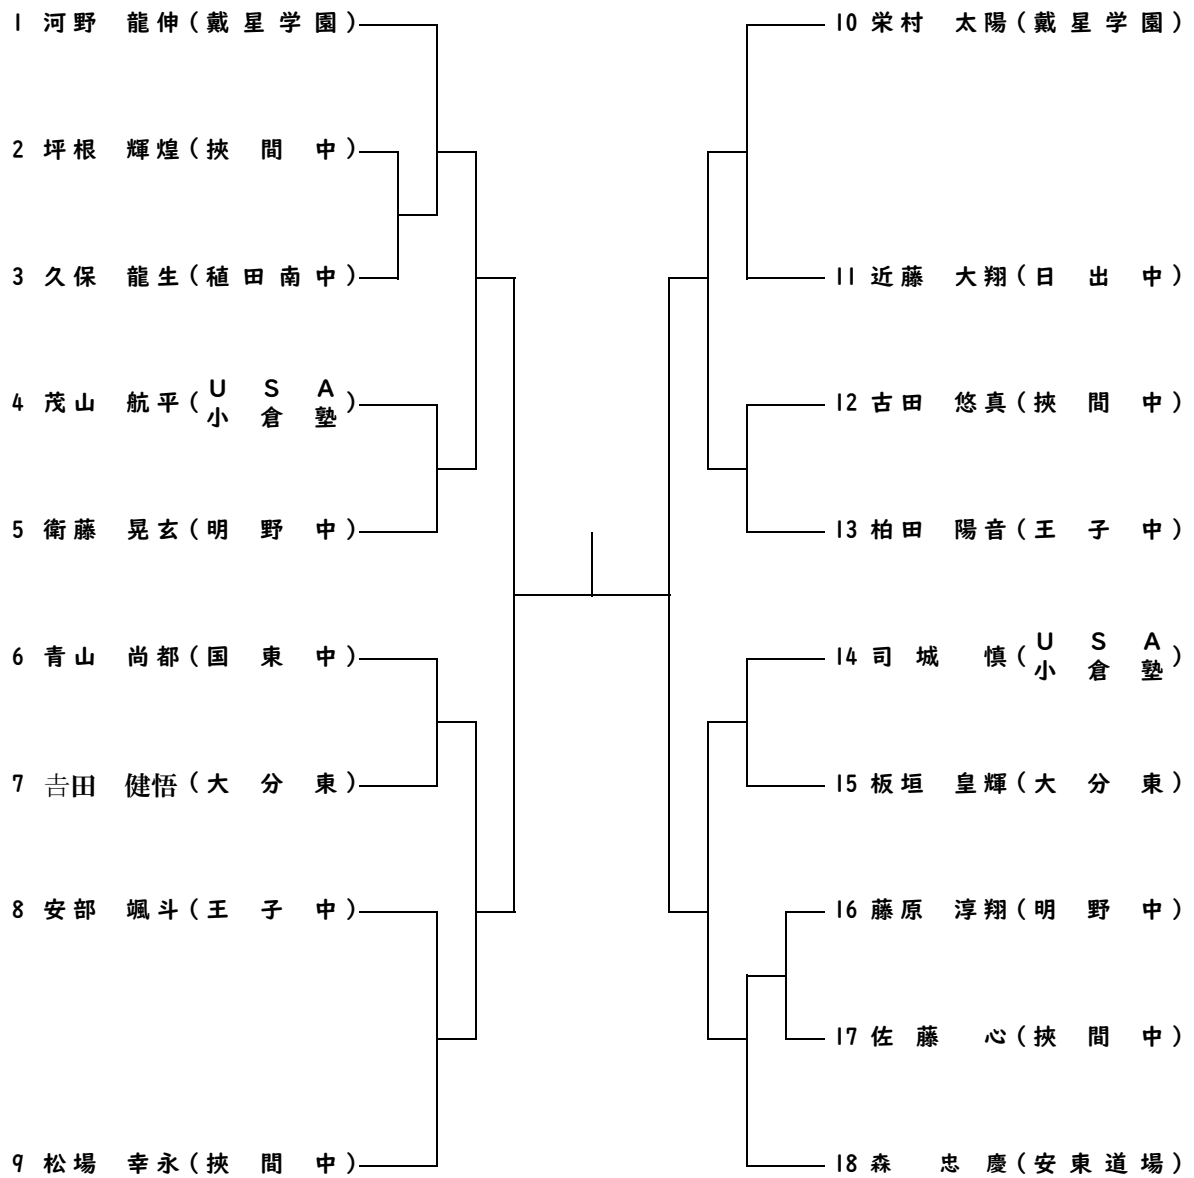 1 河野 龍伸(戴星学園)
2 坪根 輝煌(挾間中)
3 久保 龍生(稙田南中)
4 茂山 航平(USA小倉塾)
5 衛藤 晃玄(明野中)
6 青山 尚都(国東中)
7 𠮷田 健悟(大分東)
8 安部 颯斗(王子中)
9 松場 幸永(挾間中)
10 栄村 太陽(戴星学園)
11 近藤 大翔(日出中)
12 古田 悠真(挾間中)
13 柏田 陽音(王子中)
14 司城 慎(USA小倉塾)
15 板垣 皇輝(大分東)
16 藤原 淳翔(明野中)
17 佐藤 心(挾間中)
18 森 忠慶(安東道場)